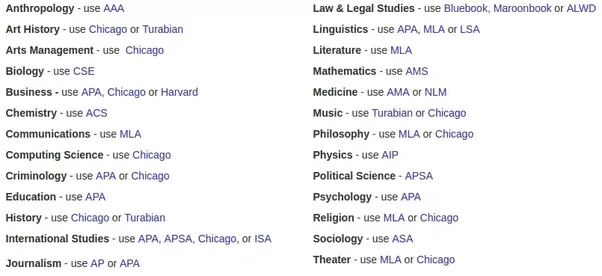 Anthropology - use AAA
Art History - use Chicago or Turabian
Arts Management - use  Chicago
Biology - use CSE
Business - use APA, Chicago or Harvard
Chemistry - use ACS
Communications - use MLA
Computing Science - use Chicago
Criminology - use APA or Chicago
Education - use APA
History - use Chicago or Turabian
International Studies - use APA, APSA, Chicago, or ISA
Journalism - use AP or APA
Law & Legal Studies - use Bluebook, Maroonbook or ALWD
Linguistics - use APA, MLA or LSA
Literature - use MLA
Mathematics - use AMS
Medicine - use AMA or NLM
Music - use Turabian or Chicago
Philosophy - use MLA or Chicago
Physics - use AIP
Political Science - APSA
Psychology - use APA
Religion - use MLA or Chicago
Sociology - use ASA
Theater - use MLA or Chicago